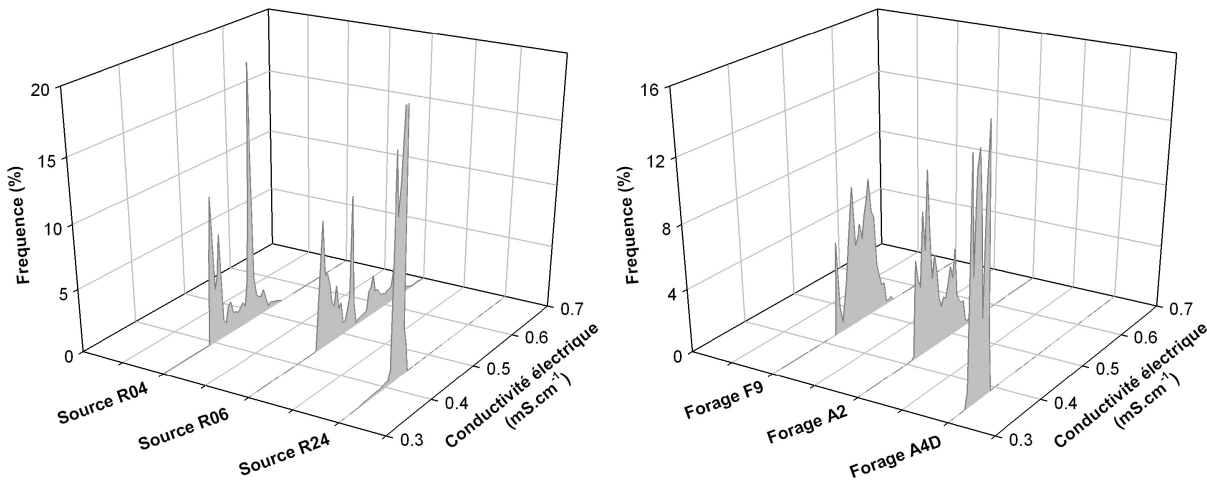 20
15
10
5
0
Frequence (%)
Source R04
Source R06
Source R24
0.3
0.4
0.5
0.6
0.7
Conductivité électrique
(mS.cm-1)
16
12
8
4
0
Frequence (%)
Forage F9
Forage A2
Forage A4D
0.3
0.4
0.5
0.6
0.7
Conductivité électrique
(mS.cm-1)